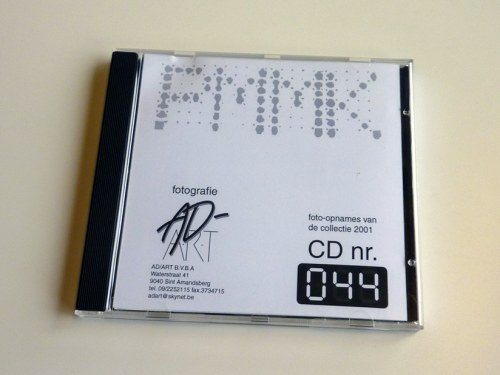 PMMK
fotografie
AD-
ART
AD/ART B.V.B.A
Waterstraat 41
9040 Sint Amandsberg
tel. 09/2252115 fax.3734715
adart@skynet.be
foto-opnames van
de collectie 2001
CD nr.
044